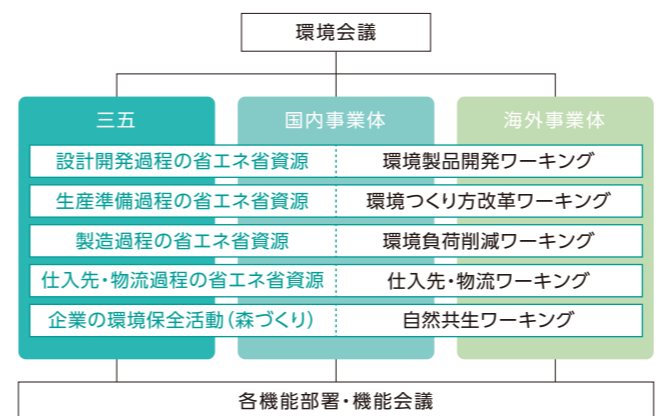 環境会議
三五 国内事業体 海外事業体
設計開発過程の省エネ省資源 環境製品開発ワーキング
生産準備過程の省エネ省資源 環境つくり方改革ワーキング
製造過程の省エネ省資源 環境負荷削減ワーキング
仕入先・物流過程の省エネ省資源 仕入先・物流ワーキング
企業の環境保全活動(森づくり) 自然共生ワーキング
各機能部署・機能会議